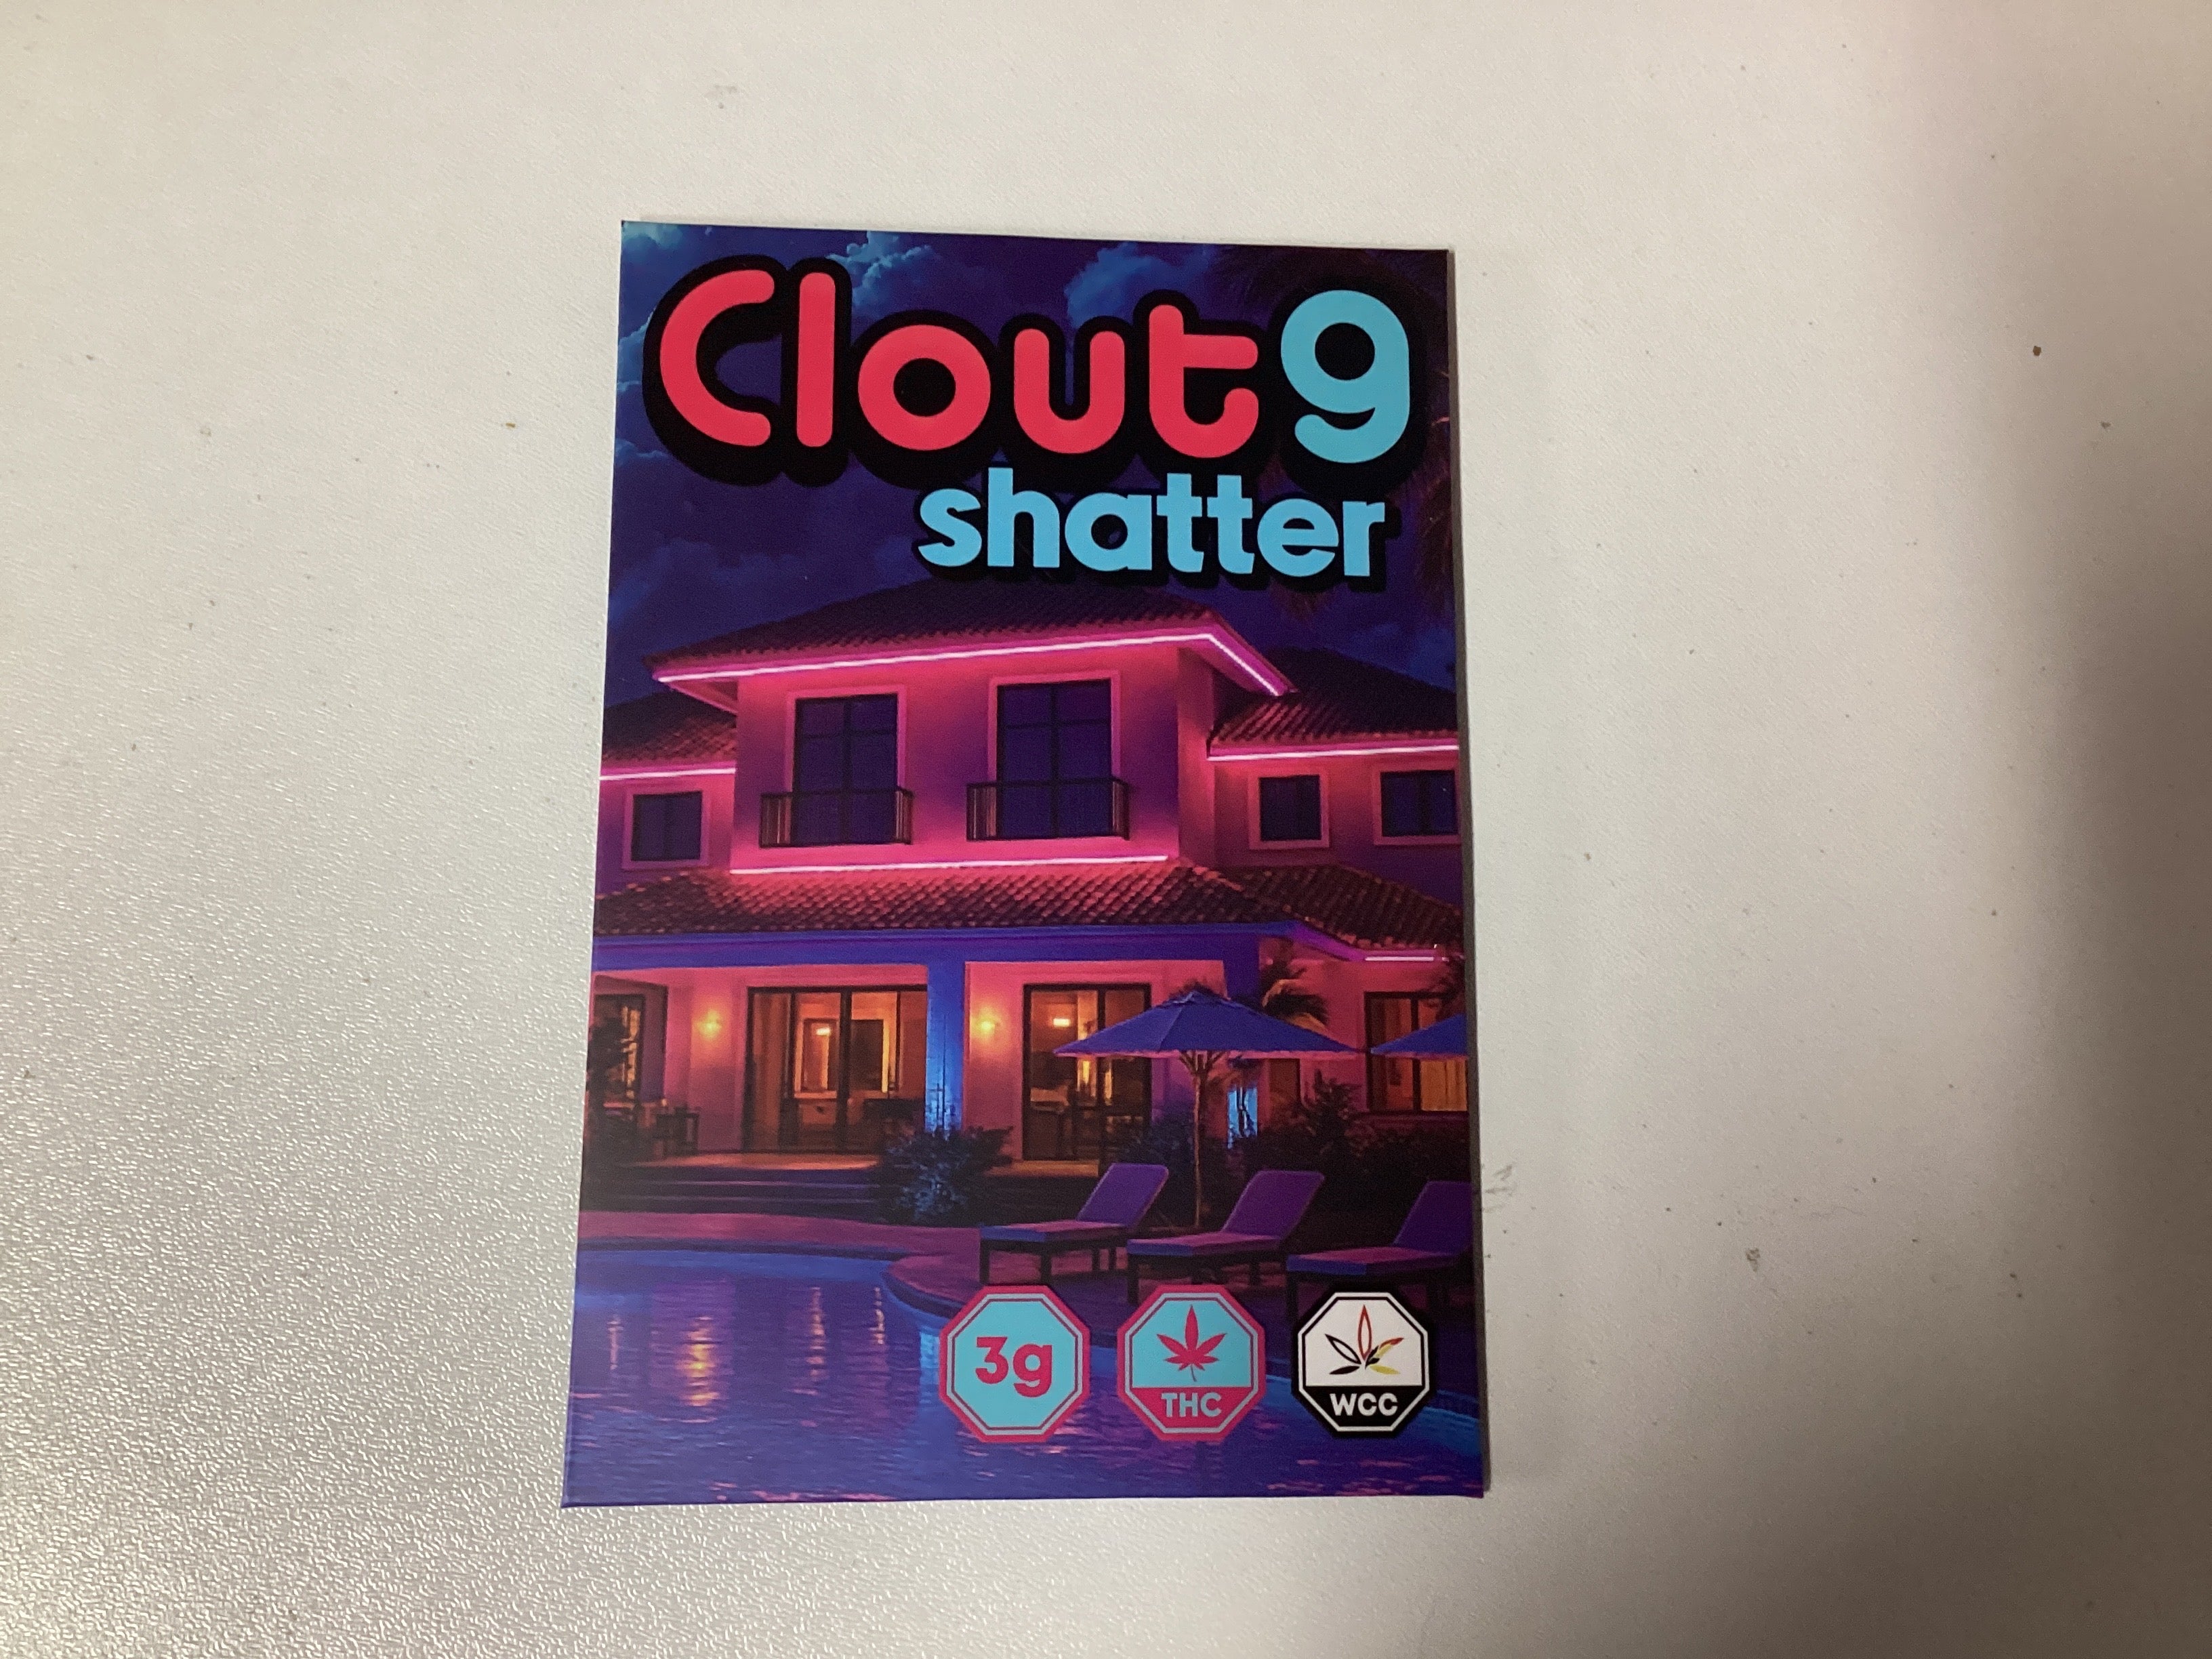 Clout9
shatter
3g
THC
WCC